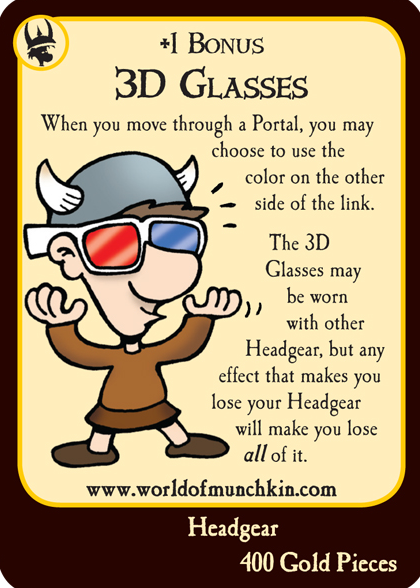 +1 Bonus
3D Glasses
When you move through a Portal, you may
choose to use the
color on the other
side of the link.
The 3D
Glasses may
be worn
with other
Headgear, but any
effect that makes you
lose your Headgear
will make you lose
all of it.
www.worldofmunchkin.com
Headgear
400 Gold Pieces